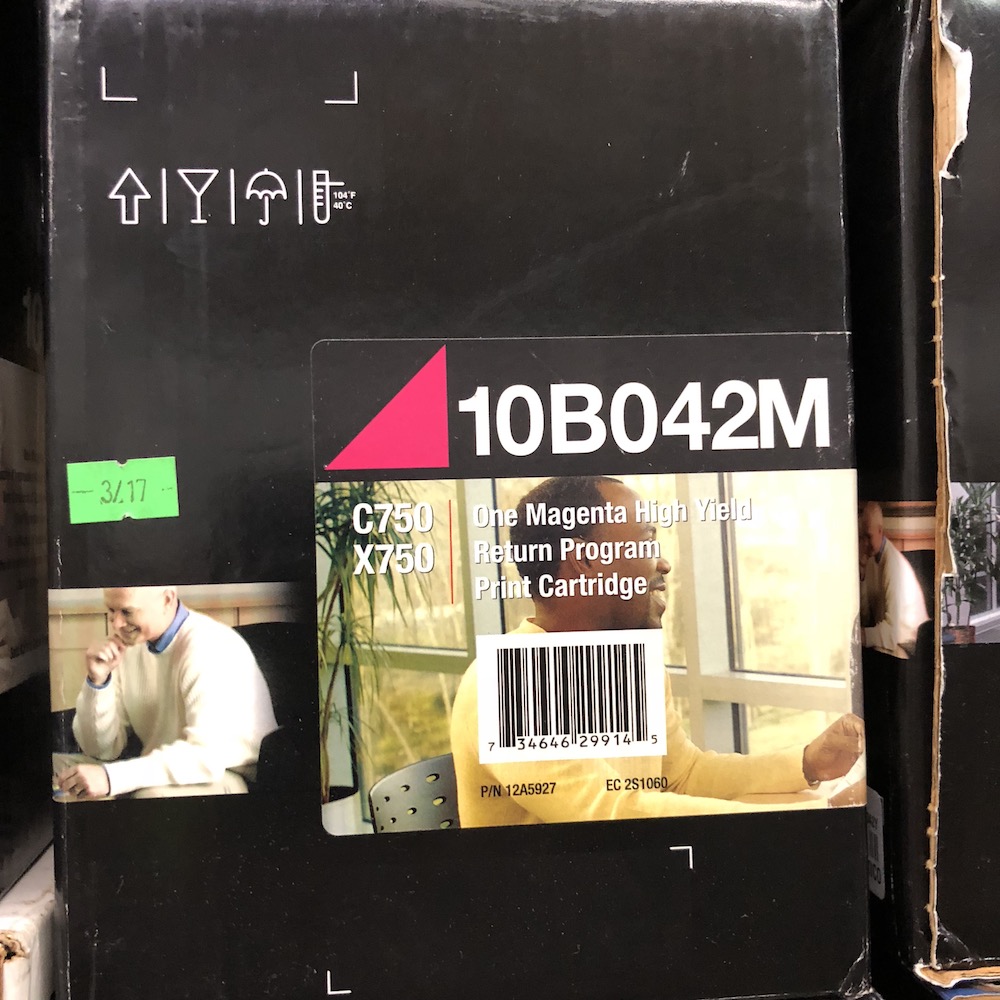 104°F
40°C
10B042M
3/17
C750
X750
One Magenta High Yield
Return Program
Print Cartridge
7 34646 29914 5
P/N 12A5927 EC 2S1060